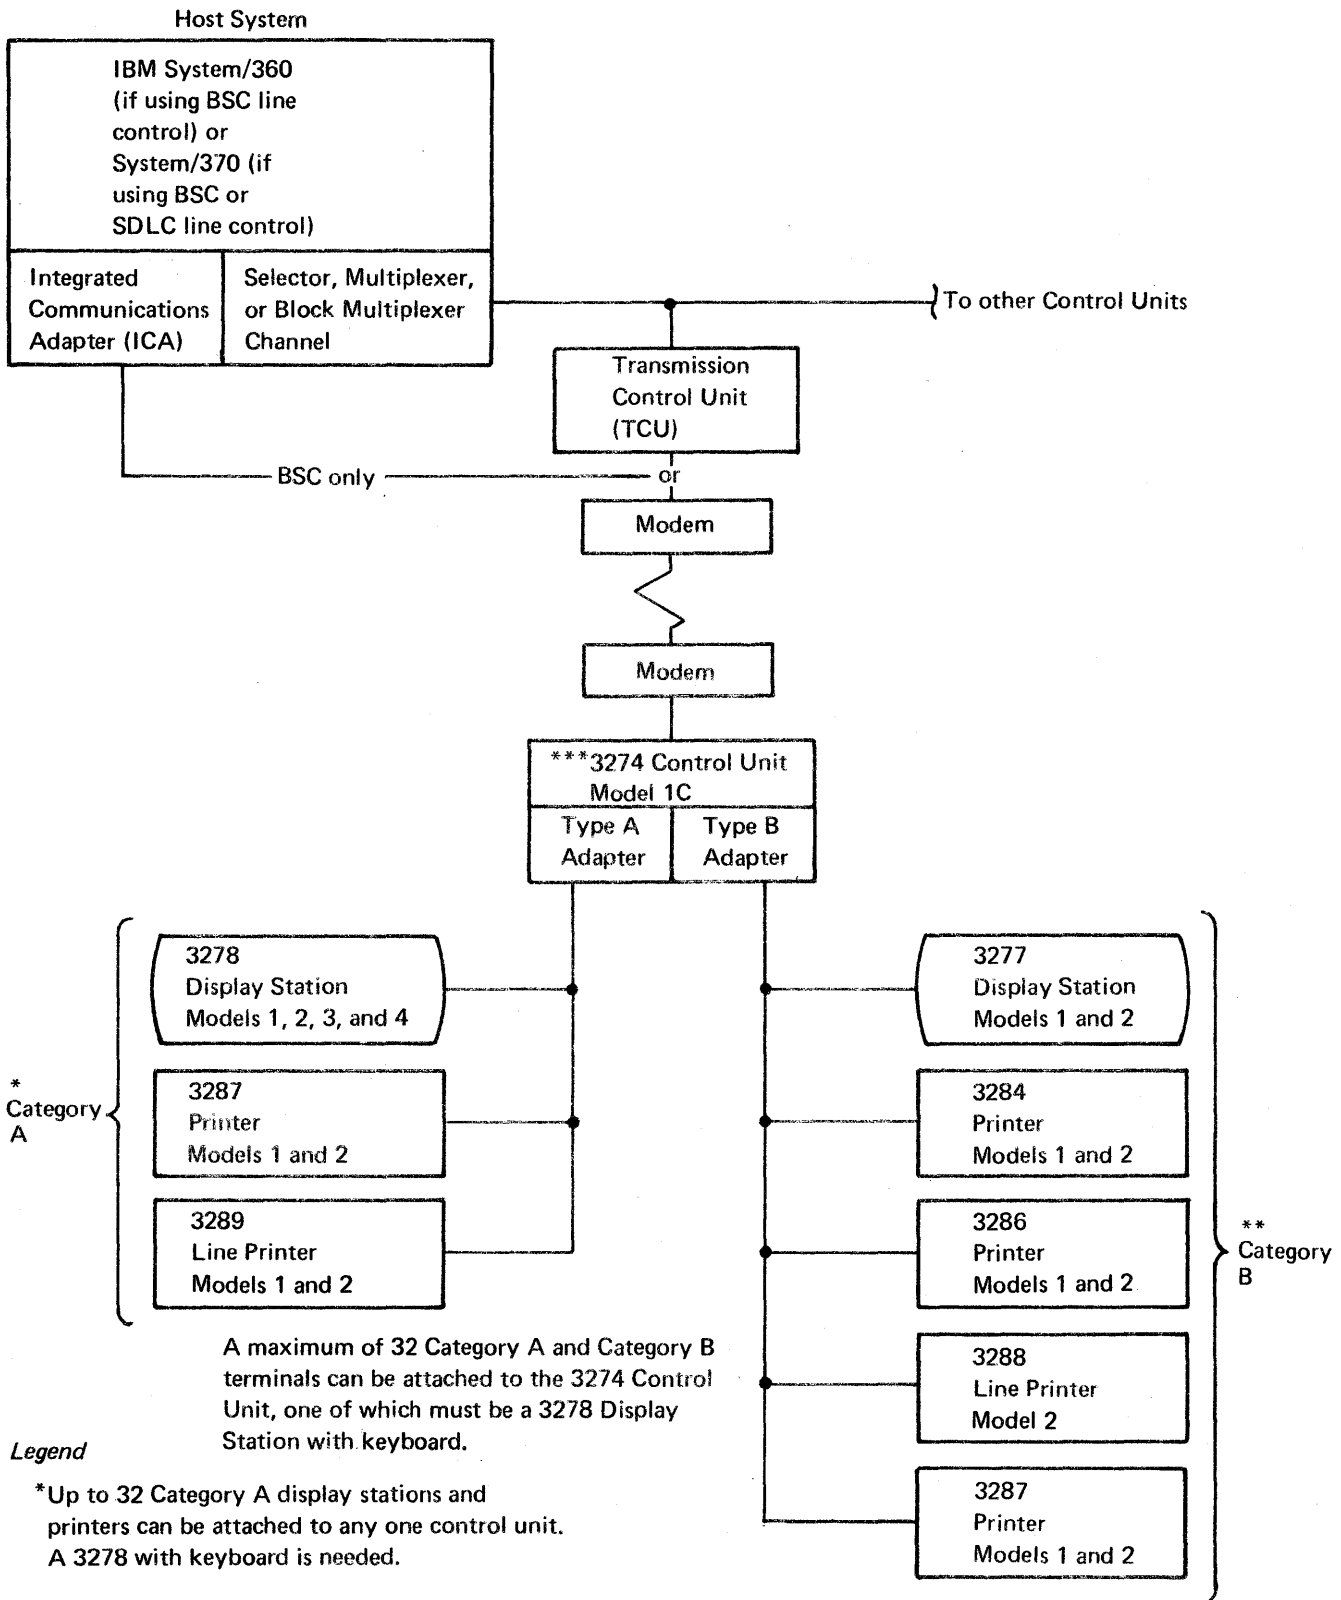 Host System
IBM System/360
(if using BSC line
control) or
System/370 (if
using BSC or
SDLC line control)
Integrated
Communications
Adapter (ICA)
Selector, Multiplexer,
or Block Multiplexer
Channel
To other Control Units
Transmission
Control Unit
(TCU)
BSC only
or
Modem
Modem
***3274 Control Unit
Model 1C
Type A
Adapter
Type B
Adapter
*
Category
A
3278
Display Station
Models 1, 2, 3, and 4
3287
Printer
Models 1 and 2
3289
Line Printer
Models 1 and 2
3277
Display Station
Models 1 and 2
3284
Printer
Models 1 and 2
3286
Printer
Models 1 and 2
3288
Line Printer
Model 2
3287
Printer
Models 1 and 2
**
Category
B
A maximum of 32 Category A and Category B
terminals can be attached to the 3274 Control
Unit, one of which must be a 3278 Display
Station with keyboard.
Legend
*Up to 32 Category A display stations and
printers can be attached to any one control unit.
A 3278 with keyboard is needed.